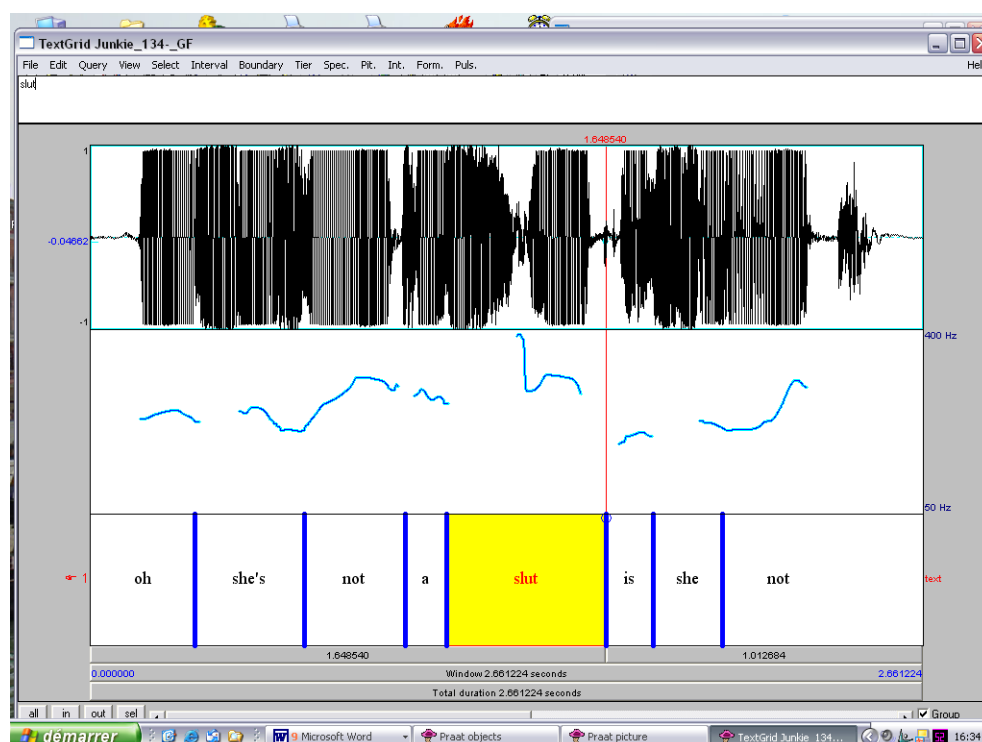 TextGrid Junkie_134-_GF
File Edit Query View Select Interval Boundary Tier Spec. Pit. Int. Form. Puls. Hel
slut
1.648540
1
-0.04662
-1
400 Hz
50 Hz
1 oh she's not a slut is she not text
1.648540 1.012684
0.000000 Window 2.661224 seconds 2.661224
Total duration 2.661224 seconds
all in out sel Group
démarrer 9 Microsoft Word Praat objects Praat picture TextGrid Junkie_134... 16:34